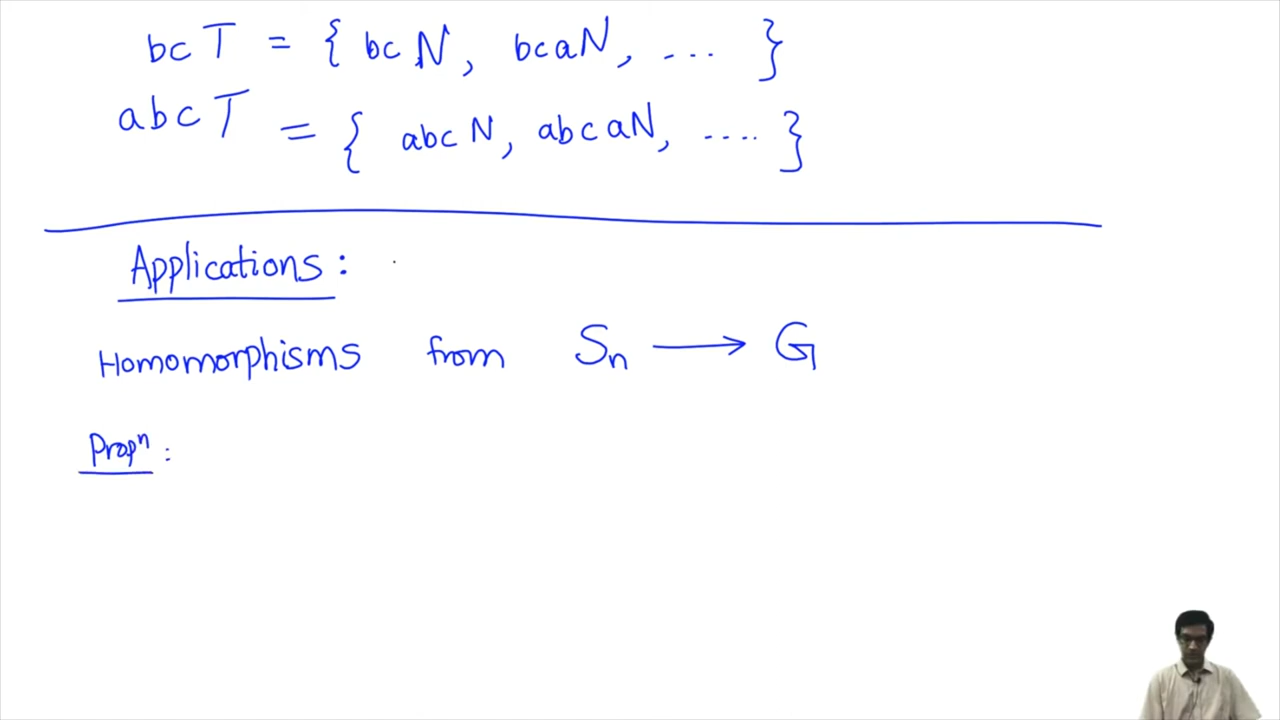 bcT = { bcN, bcaN, ... }
abcT = { abcN, abcaN, .... }
Applications:
Homomorphisms from Sn ⟶ G
Propⁿ :